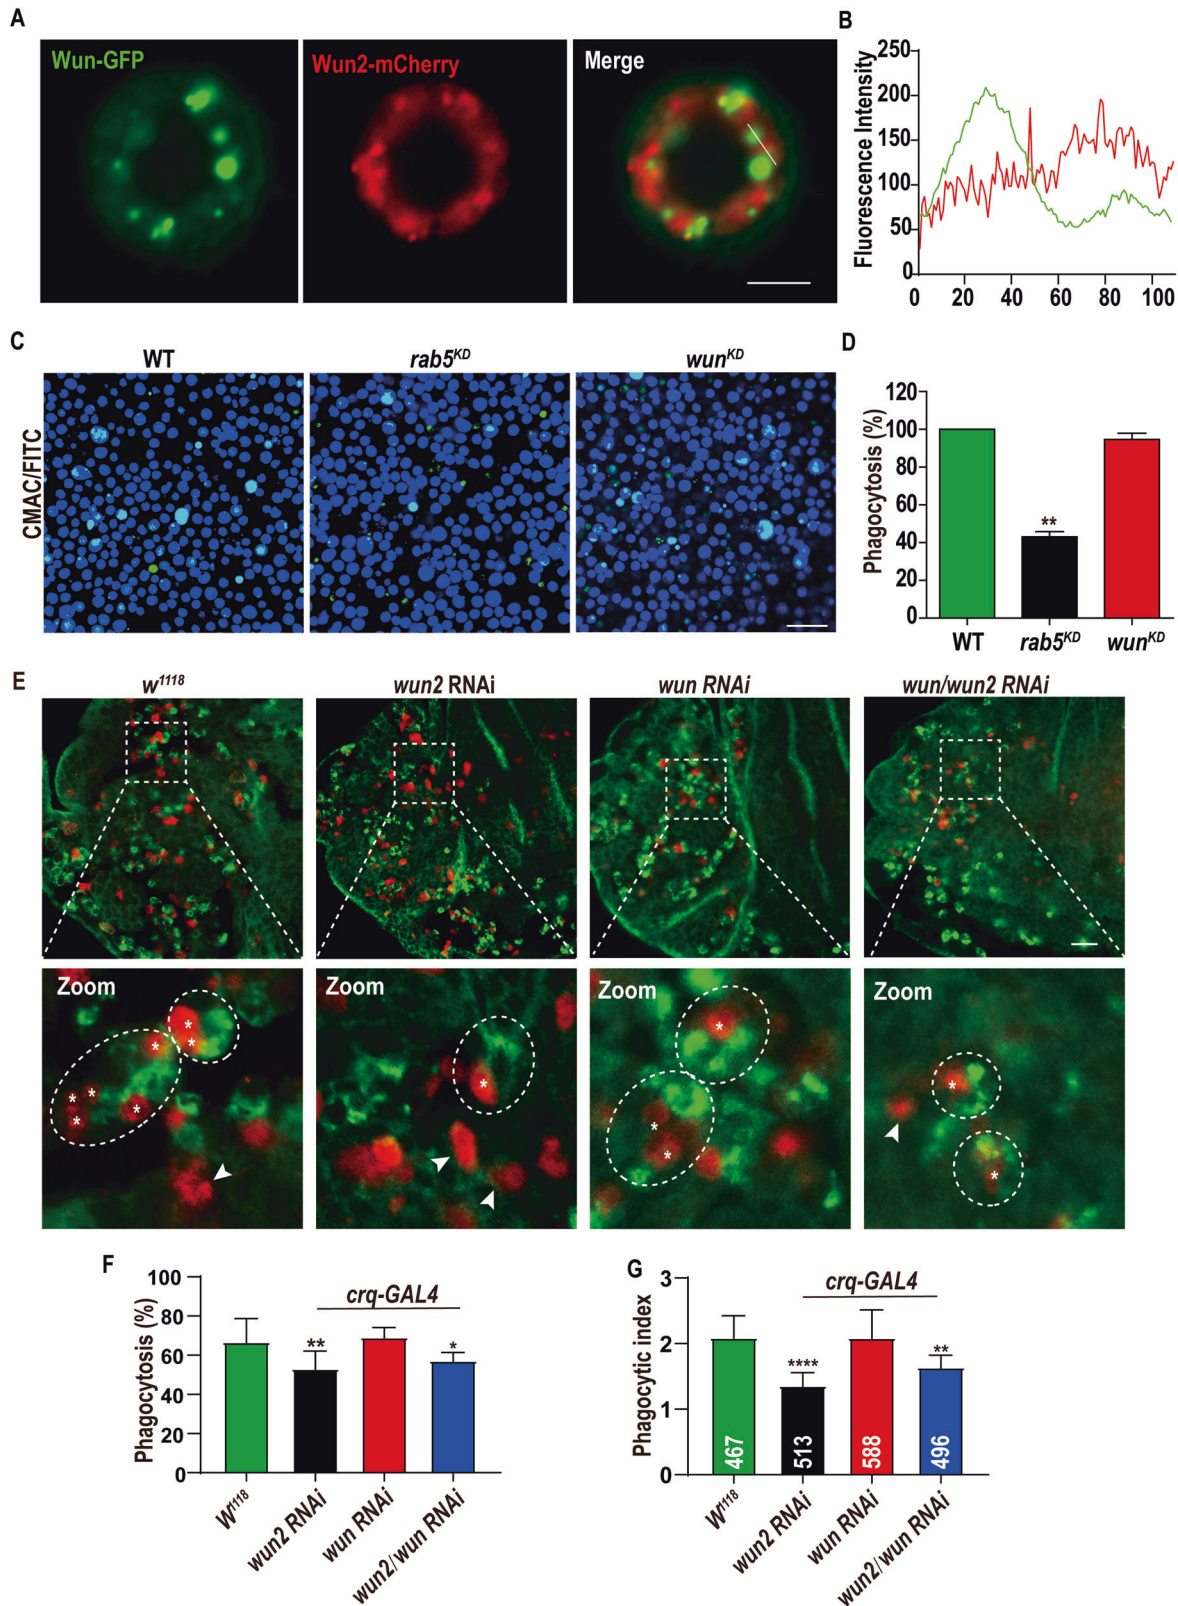 A
Wun-GFP
Wun2-mCherry
Merge
B
Fluorescence Intensity
250
200
150
100
50
0
0 20 40 60 80 100
C
WT
rab5KD
wunKD
CMAC/FITC
D
Phagocytosis (%)
120
100
80
60
40
20
0
**
WT rab5KD wunKD
E
w1118
wun2 RNAi
wun RNAi
wun/wun2 RNAi
Zoom
* * * * * * *
Zoom
*
Zoom
* * *
Zoom
* *
F
Phagocytosis (%)
100
80
60
40
20
0
crq-GAL4
**
*
W1118
wun2 RNAi
wun RNAi
wun2/wun RNAi
G
Phagocytic index
3
2
1
0
crq-GAL4
****
**
467
513
588
496
W1118
wun2 RNAi
wun RNAi
wun2/wun RNAi